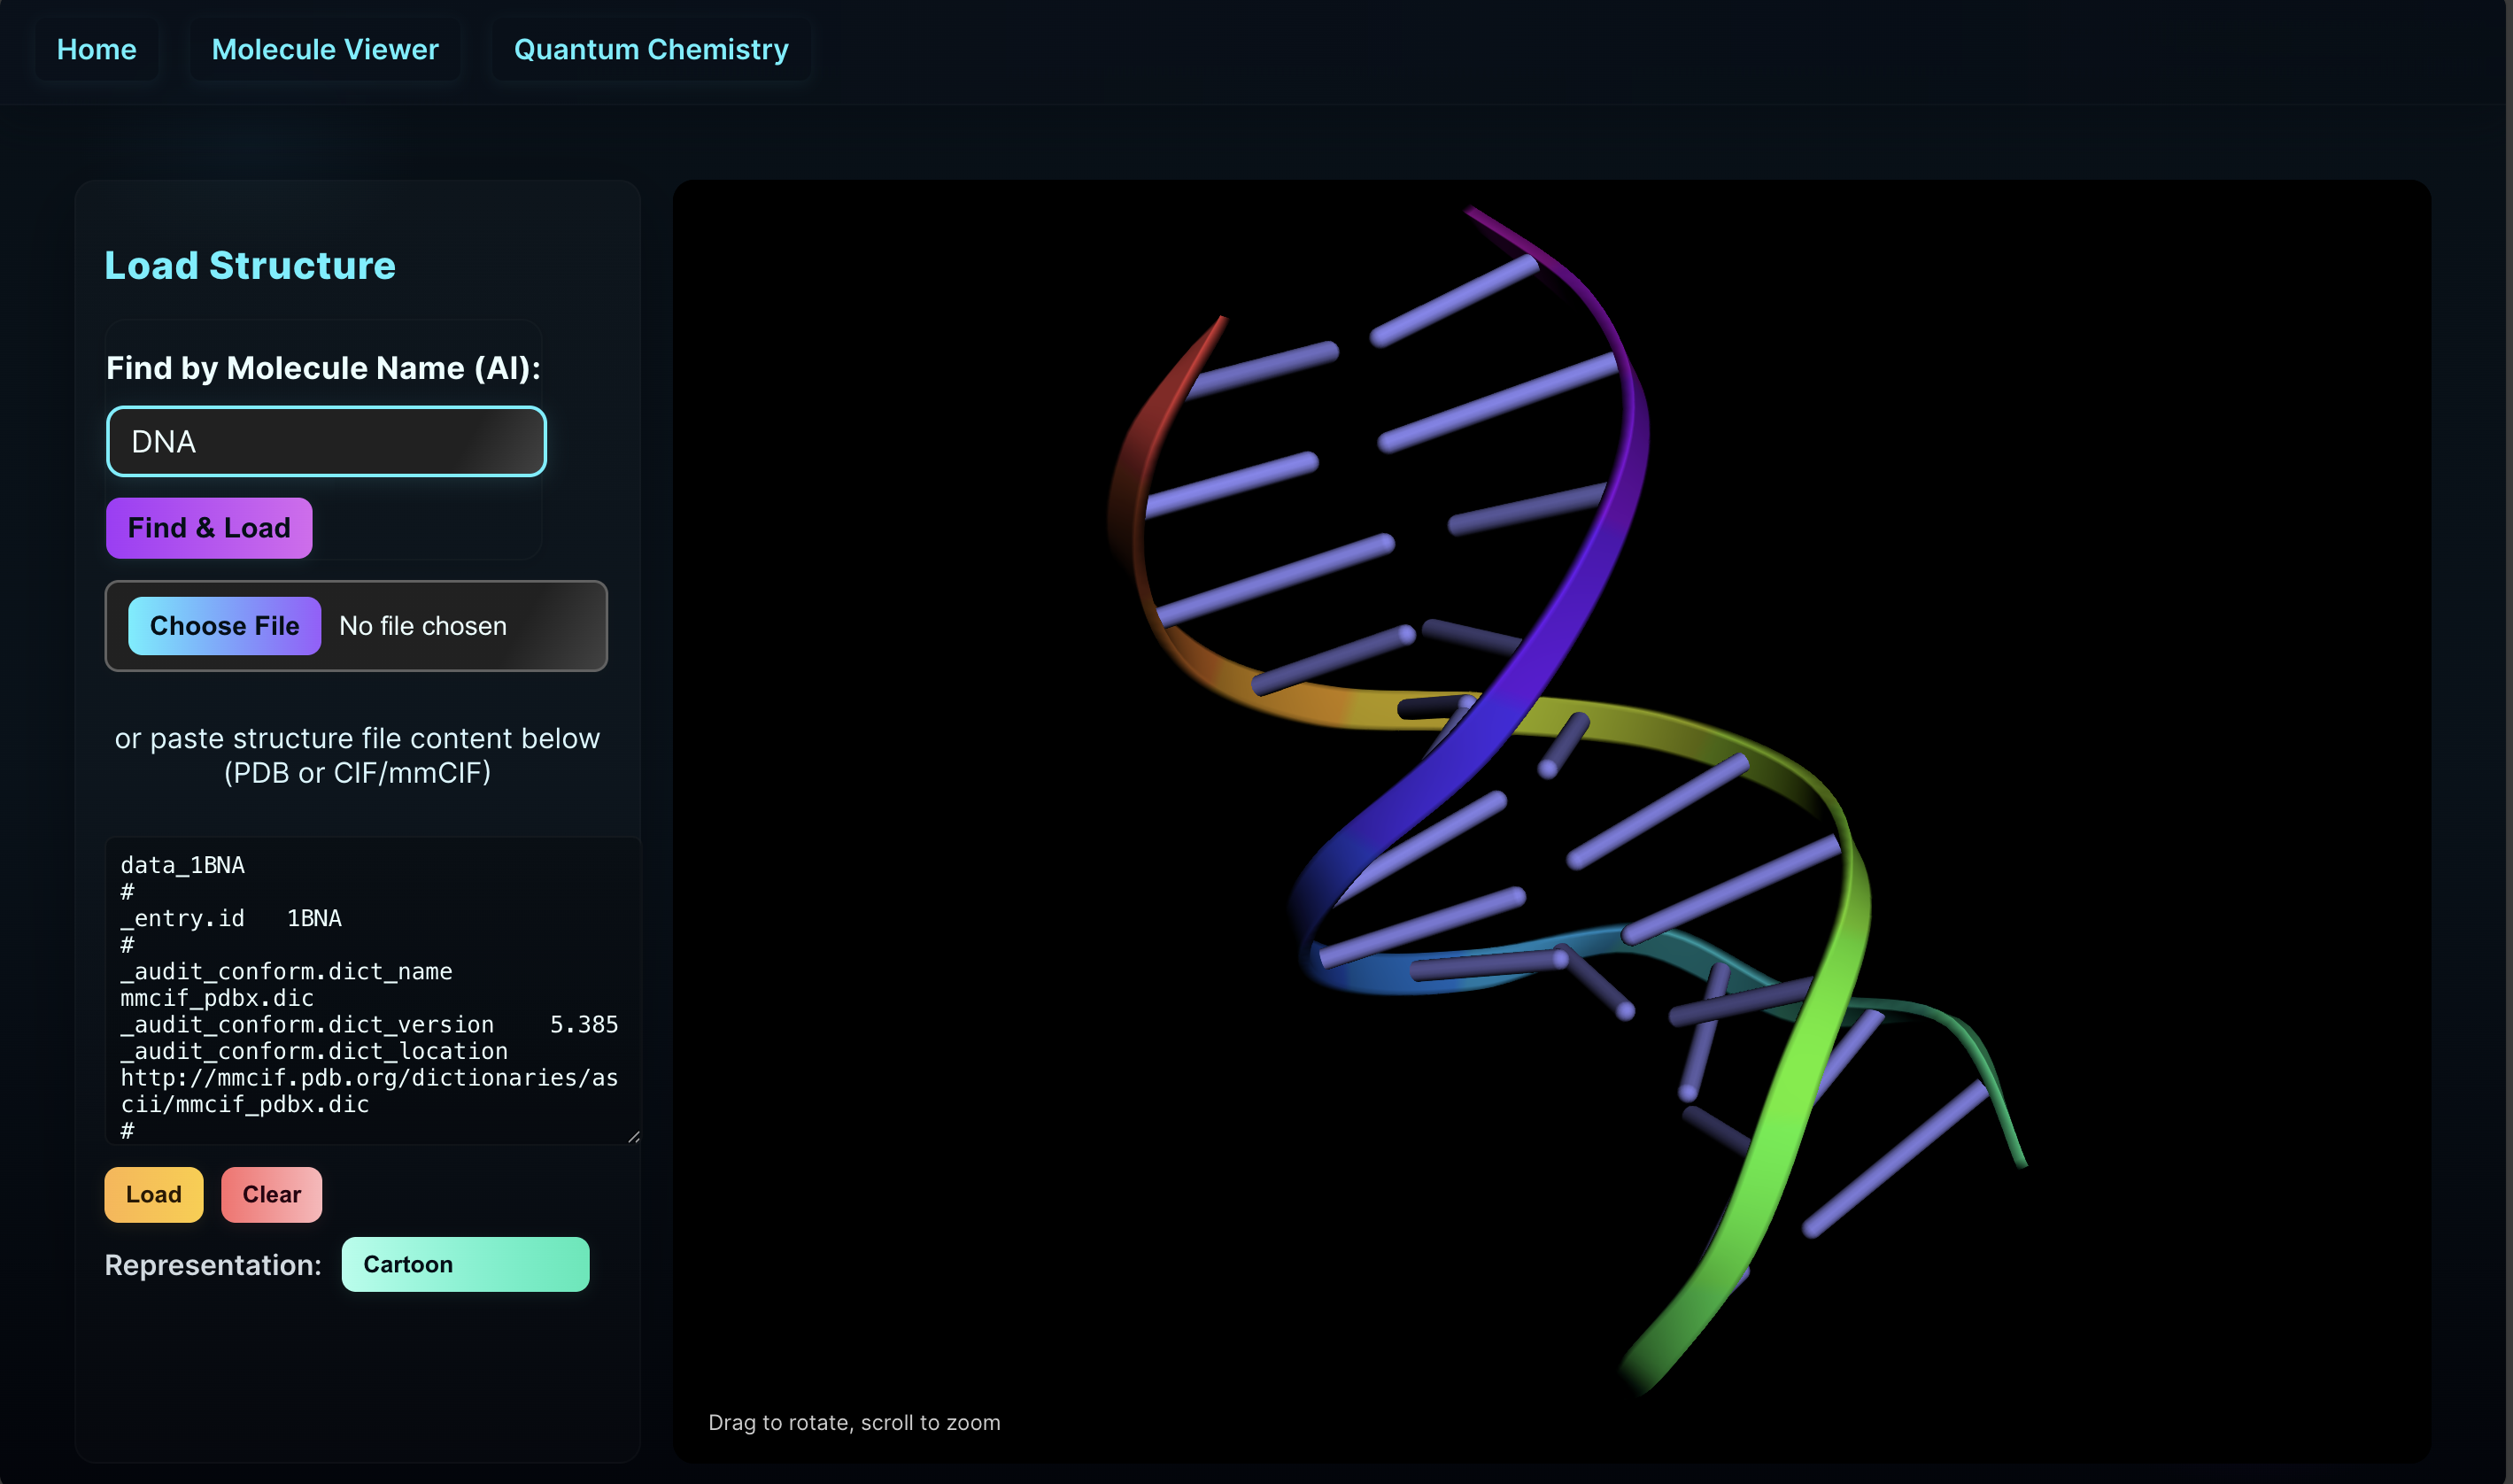 Home
Molecule Viewer
Quantum Chemistry
Load Structure
Find by Molecule Name (AI):
DNA
Find & Load
Choose File No file chosen
or paste structure file content below
(PDB or CIF/mmCIF)
data_1BNA
#
_entry.id   1BNA
#
_audit_conform.dict_name
mmcif_pdbx.dic
_audit_conform.dict_version    5.385
_audit_conform.dict_location
http://mmcif.pdb.org/dictionaries/as
cii/mmcif_pdbx.dic
#
Load
Clear
Representation: Cartoon
Drag to rotate, scroll to zoom